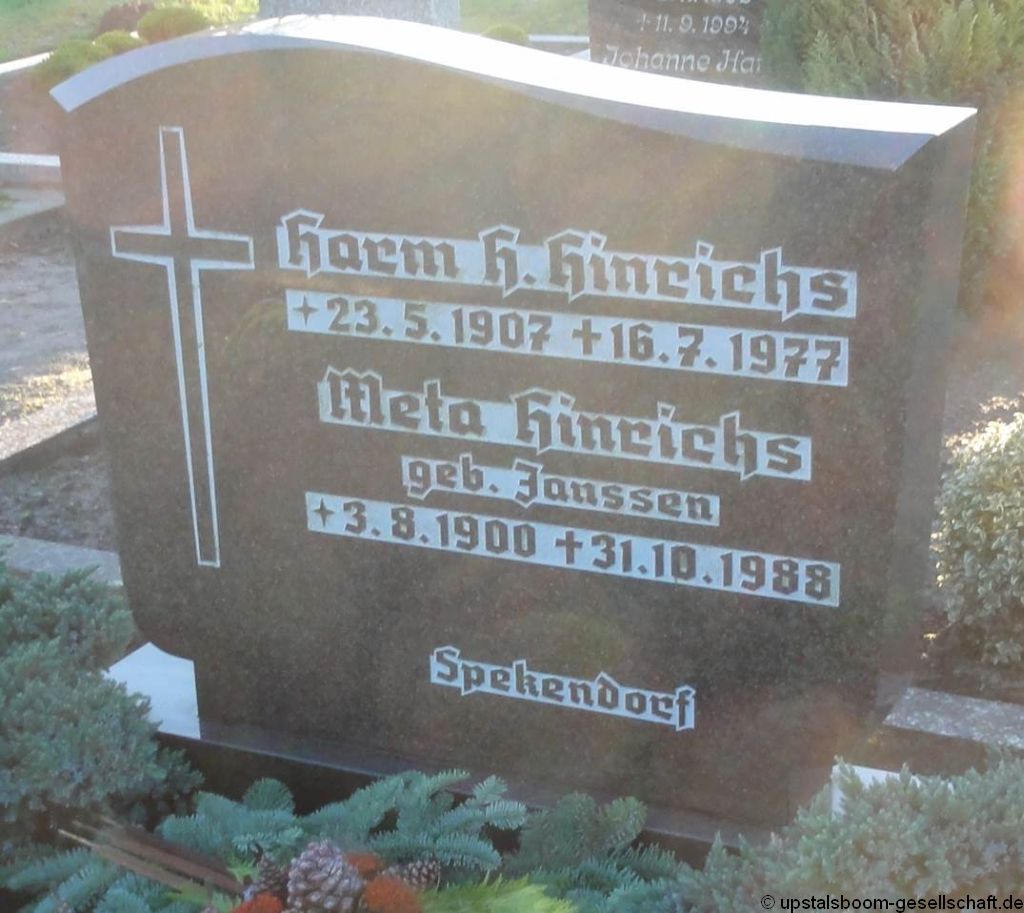 + 11.9.1994
Johanne
Harm H. Hinrichs
+ 23.5.1907 + 16.7.1977
Meta Hinrichs
geb. Janssen
+ 3.8.1900 + 31.10.1988
Spekendorf
© upstalsboom-gesellschaft.de